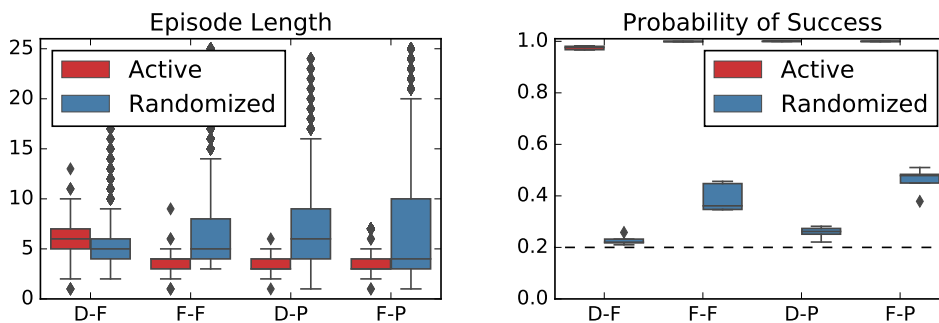 Episode Length
25
20
15
10
5
0
Active
Randomized
D-F F-F D-P F-P
Probability of Success
1.0
0.8
0.6
0.4
0.2
0.0
Active
Randomized
D-F F-F D-P F-P